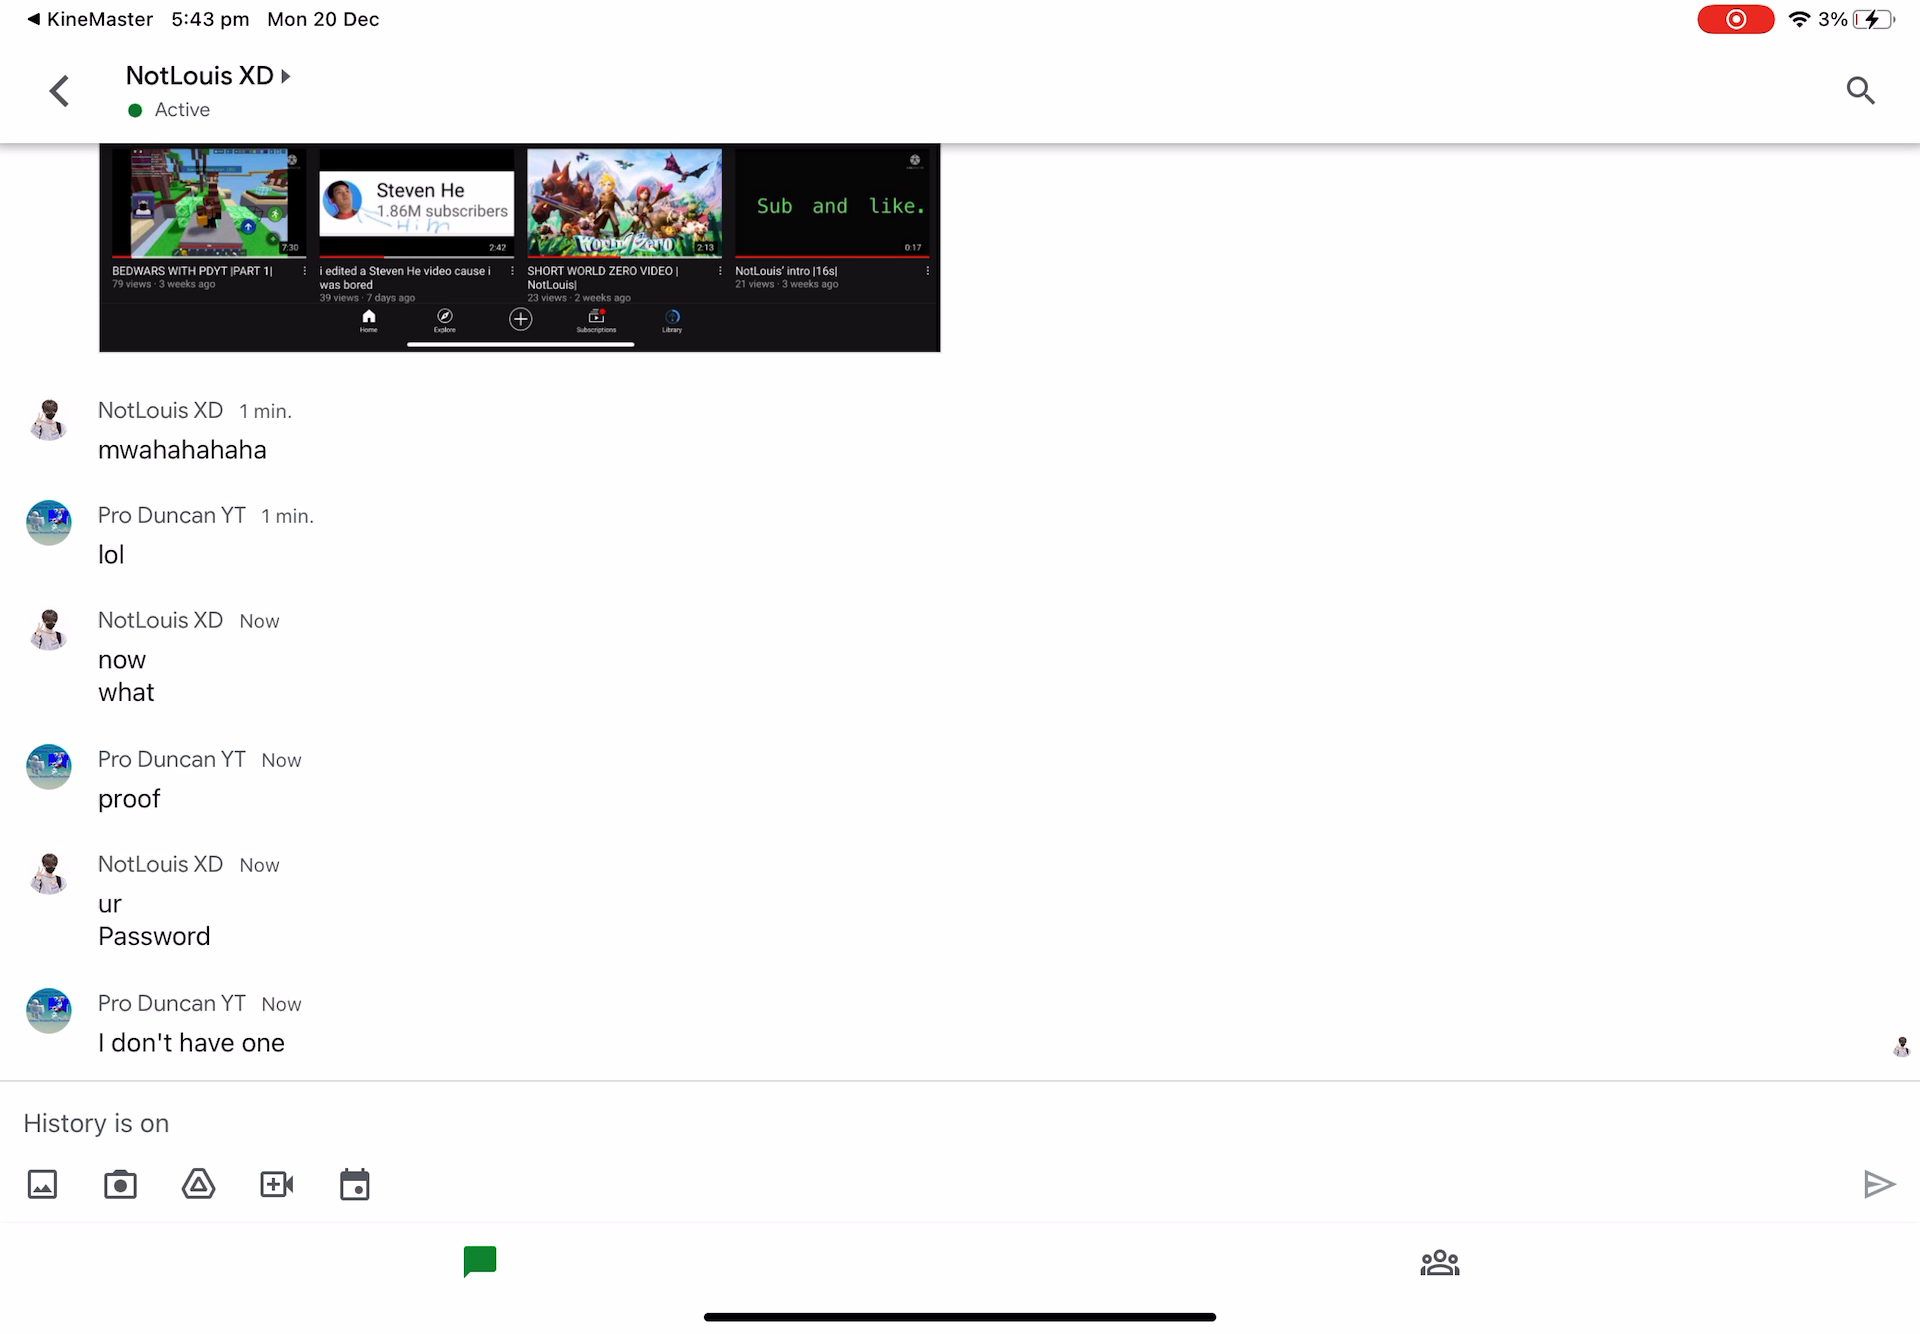 KineMaster 5:43 pm Mon 20 Dec 3%
NotLouis XD
Active
Steven He
1.86M subscribers
Him
World Zero
Sub and like.
7:30
2:42
2:13
0:17
BEDWARS WITH PDYT |PART 1|
79 views · 3 weeks ago
i edited a Steven He video cause i
was bored
39 views · 7 days ago
SHORT WORLD ZERO VIDEO |
NotLouis|
23 views · 2 weeks ago
NotLouis' intro |16s|
21 views · 3 weeks ago
Home Explore Subscriptions Library
NotLouis XD 1 min.
mwahahahaha
Pro Duncan YT 1 min.
lol
NotLouis XD Now
now
what
Pro Duncan YT Now
proof
NotLouis XD Now
ur
Password
Pro Duncan YT Now
I don't have one
History is on